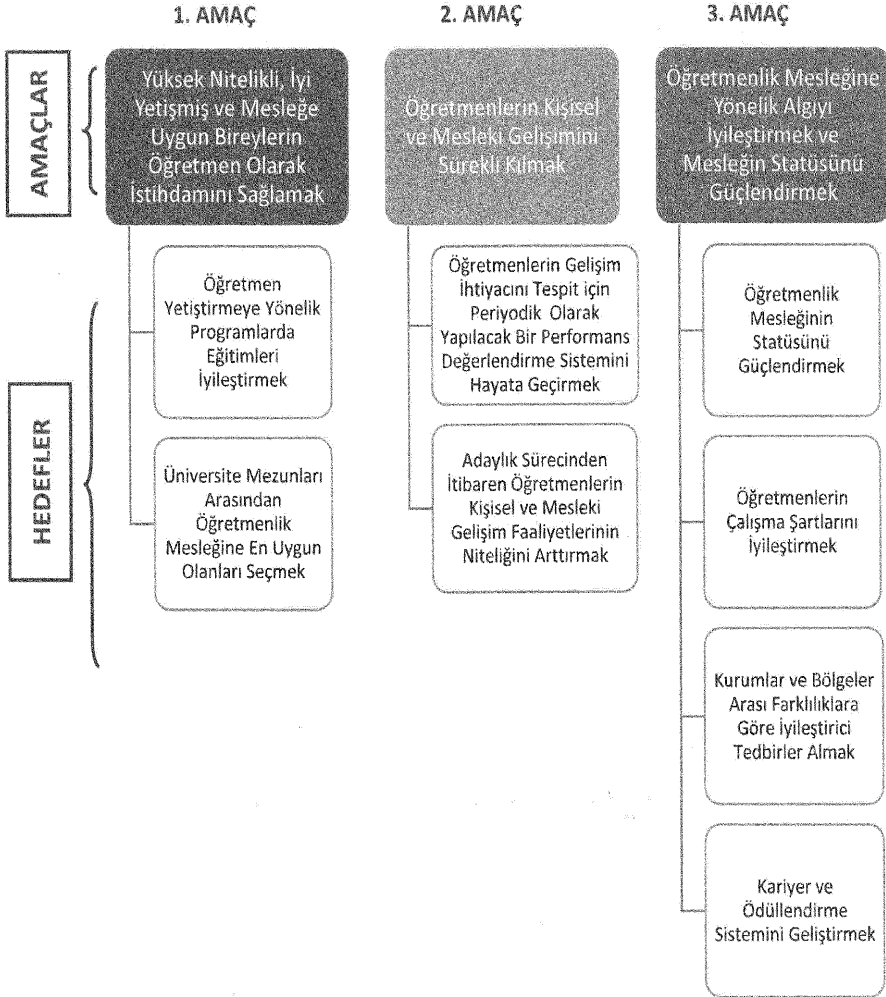 1. AMAÇ
2. AMAÇ
3. AMAÇ
AMAÇLAR
Yüksek Nitelikli, İyi
Yetişmiş ve Mesleğe
Uygun Bireylerin
Öğretmen Olarak
İstihdamını Sağlamak
Öğretmenlerin Kişisel
ve Mesleki Gelişimini
Sürekli Kılmak
Öğretmenlik Mesleğine
Yönelik Algıyı
İyileştirmek ve
Mesleğin Statüsünü
Güçlendirmek
HEDEFLER
Öğretmen
Yetiştirmeye Yönelik
Programlarda
Eğitimleri
İyileştirmek
Üniversite Mezunları
Arasından
Öğretmenlik
Mesleğine En Uygun
Olanları Seçmek
Öğretmenlerin Gelişim
İhtiyacını Tespit için
Periyodik Olarak
Yapılacak Bir Performans
Değerlendirme Sistemini
Hayata Geçirmek
Adaylık Sürecinden
İtibaren Öğretmenlerin
Kişisel ve Mesleki
Gelişim Faaliyetlerinin
Niteliğini Arttırmak
Öğretmenlik
Mesleğinin
Statüsünü
Güçlendirmek
Öğretmenlerin
Çalışma Şartlarını
İyileştirmek
Kurumlar ve Bölgeler
Arası Farklılıklara
Göre İyileştirici
Tedbirler Almak
Kariyer ve
Ödüllendirme
Sistemini Geliştirmek